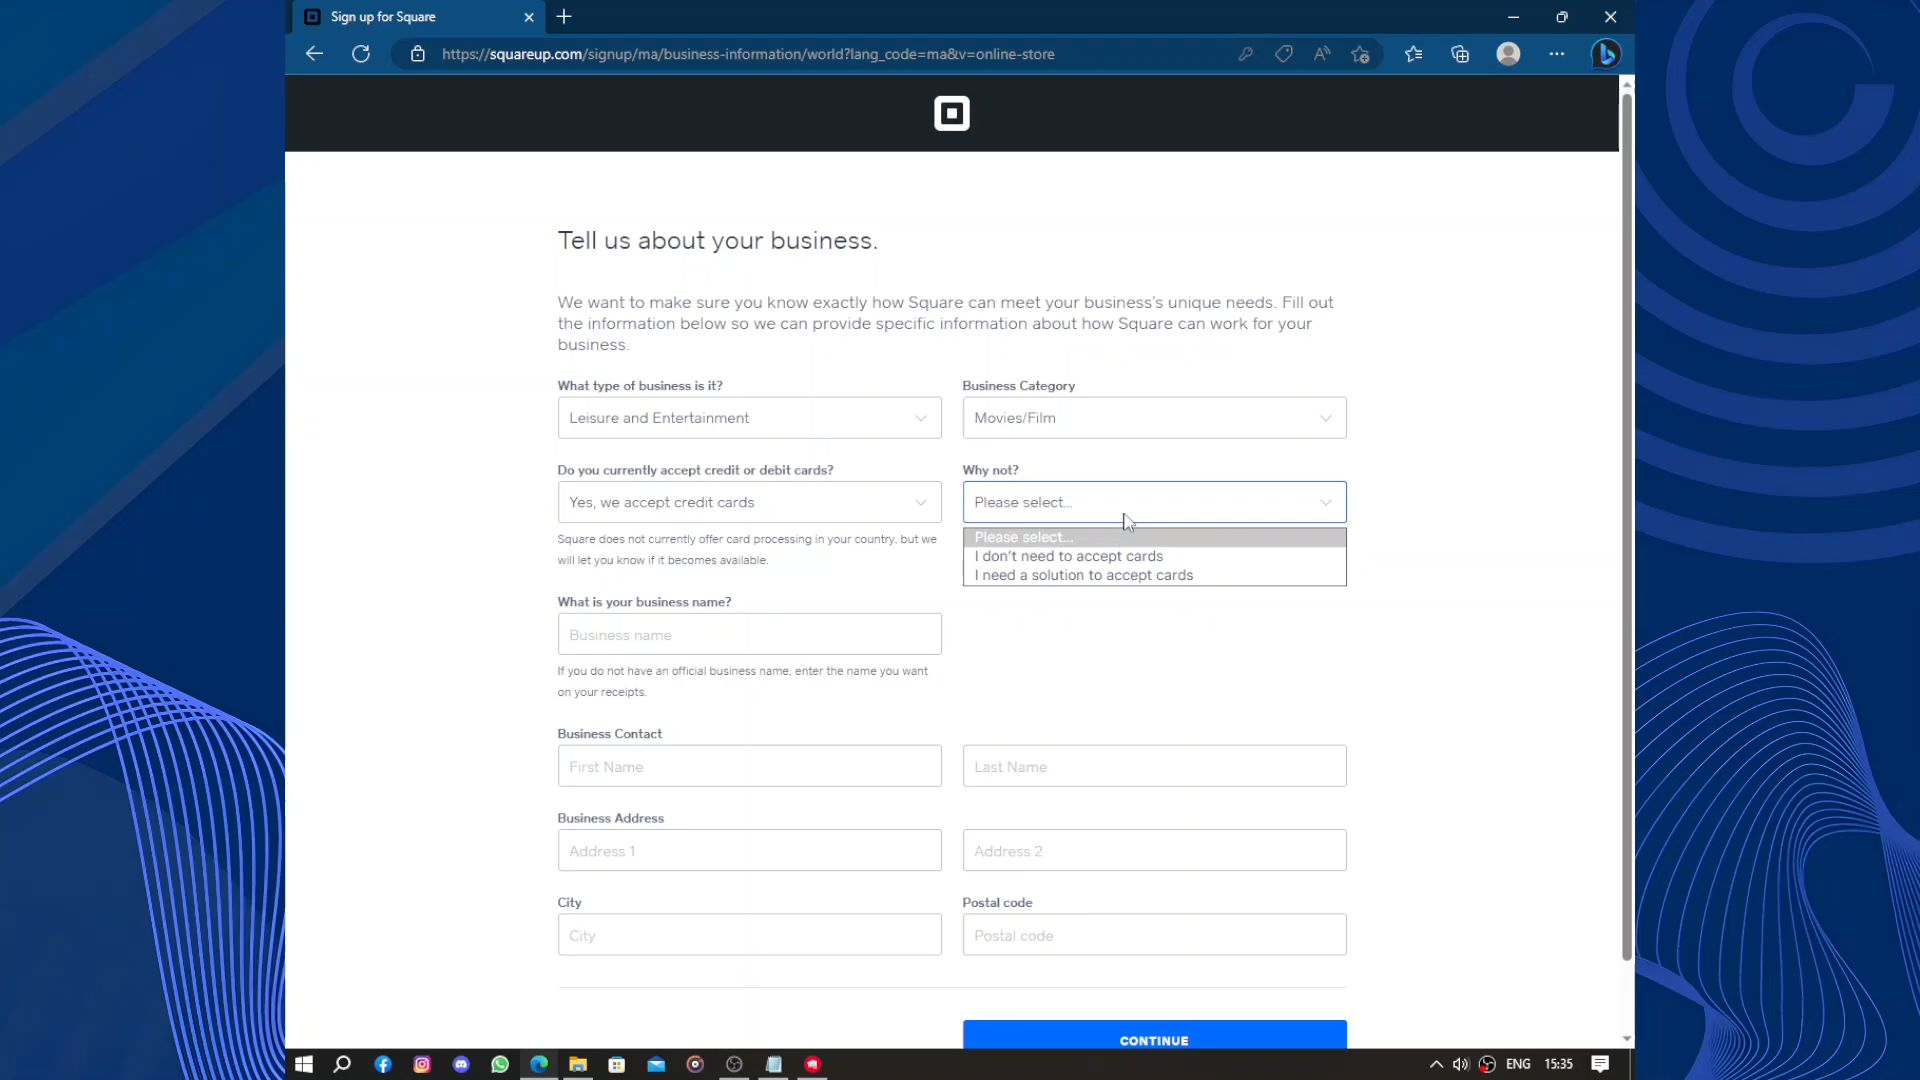 Sign up for Square
https://squareup.com/signup/ma/business-information/world?lang_code=ma&v=online-store
Tell us about your business.
We want to make sure you know exactly how Square can meet your business's unique needs. Fill out
the information below so we can provide specific information about how Square can work for your
business.
What type of business is it?
Business Category
Leisure and Entertainment
Movies/Film
Do you currently accept credit or debit cards?
Why not?
Yes, we accept credit cards
Please select...
Square does not currently offer card processing in your country, but we
will let you know if it becomes available.
Please select...
I don't need to accept cards
I need a solution to accept cards
What is your business name?
Business name
If you do not have an official business name, enter the name you want
on your receipts.
Business Contact
First Name
Last Name
Business Address
Address 1
Address 2
City
Postal code
City
Postal code
CONTINUE
ENG
15:35